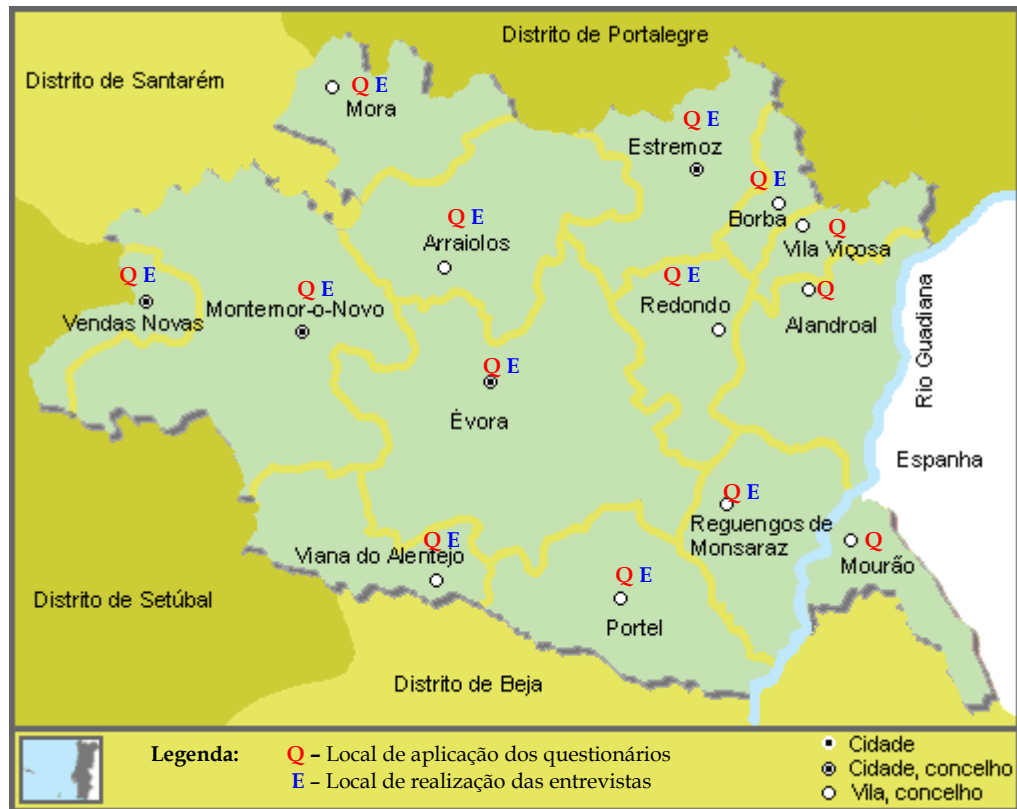 Distrito de Portalegre
Distrito de Santarém
Q E
Mora
Q E
Estremoz
Q E
Borba
Q E
Arraiolos
Q
Vila Viçosa
Q E
Vendas Novas
Q E
Montemor-o-Novo
Q E
Redondo
Q
Alandroal
Rio Guadiana
Q E
Évora
Espanha
Q E
Reguengos de
Monsaraz
Q E
Viana do Alentejo
Q
Mourão
Q E
Portel
Distrito de Setúbal
Distrito de Beja
Legenda:
Q – Local de aplicação dos questionários
E – Local de realização das entrevistas
Cidade
Cidade, concelho
Vila, concelho